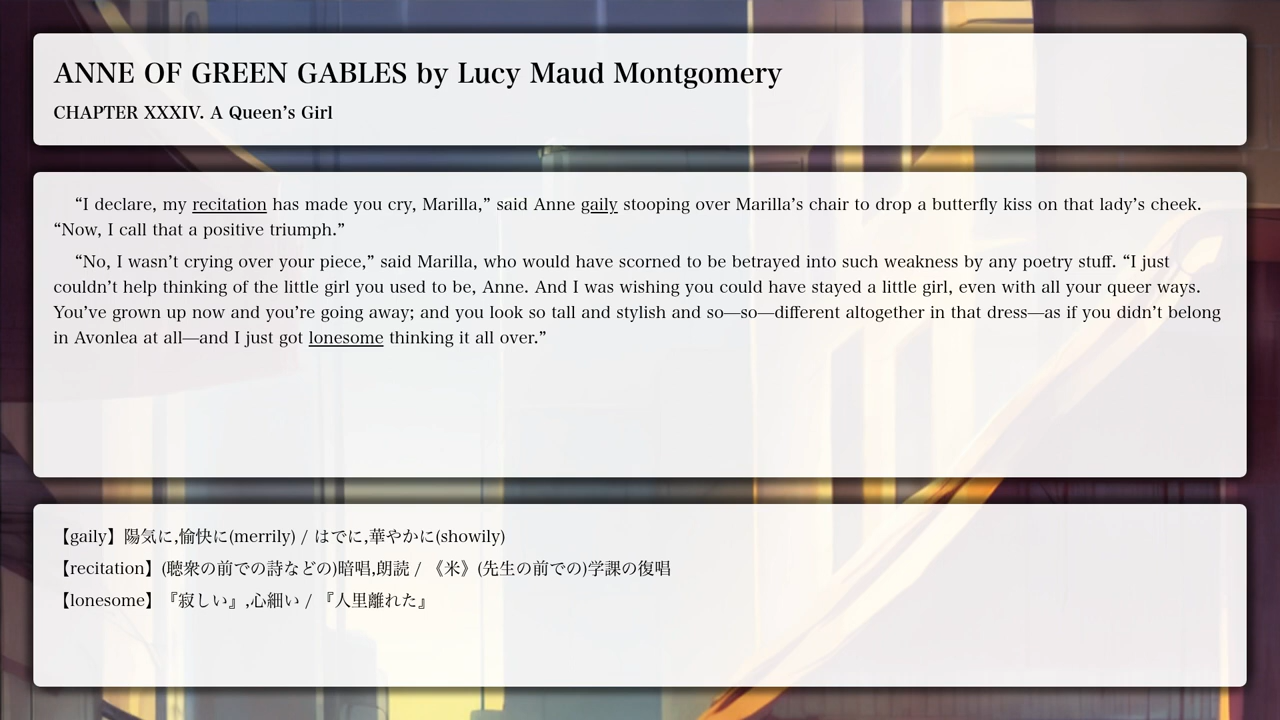 ANNE OF GREEN GABLES by Lucy Maud Montgomery
CHAPTER XXXIV. A Queen’s Girl
“I declare, my recitation has made you cry, Marilla,” said Anne gaily stooping over Marilla’s chair to drop a butterfly kiss on that lady’s cheek.
“Now, I call that a positive triumph.”
“No, I wasn’t crying over your piece,” said Marilla, who would have scorned to be betrayed into such weakness by any poetry stuff. “I just
couldn’t help thinking of the little girl you used to be, Anne. And I was wishing you could have stayed a little girl, even with all your queer ways.
You’ve grown up now and you’re going away; and you look so tall and stylish and so—so—different altogether in that dress—as if you didn’t belong
in Avonlea at all—and I just got lonesome thinking it all over.”
【gaily】陽気に,愉快に(merrily) / はでに,華やかに(showily)
【recitation】(聴衆の前での詩などの)暗唱,朗読 / 《米》(先生の前での)学課の復唱
【lonesome】『寂しい』,心細い / 『人里離れた』